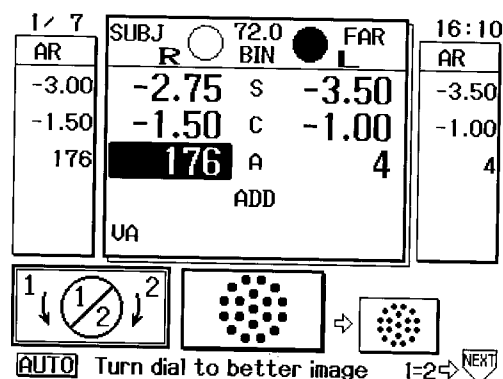 1/ 7 SUBJ 72.0 FAR 16:10
R BIN L
AR AR
-3.00 -2.75 S -3.50 -3.50
-1.50 -1.50 C -1.00 -1.00
176 176 A 4 4
ADD
VA
1 1/2 2
AUTO Turn dial to better image 1=2⇨ NEXT